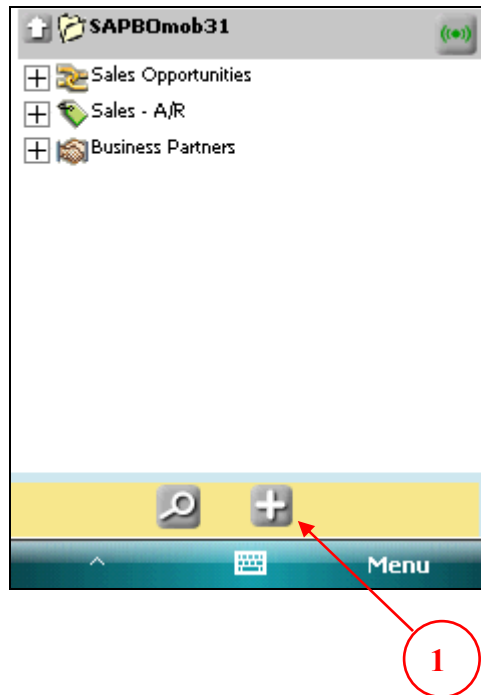 SAPBOmob31
Sales Opportunities
Sales - A/R
Business Partners
Menu
1